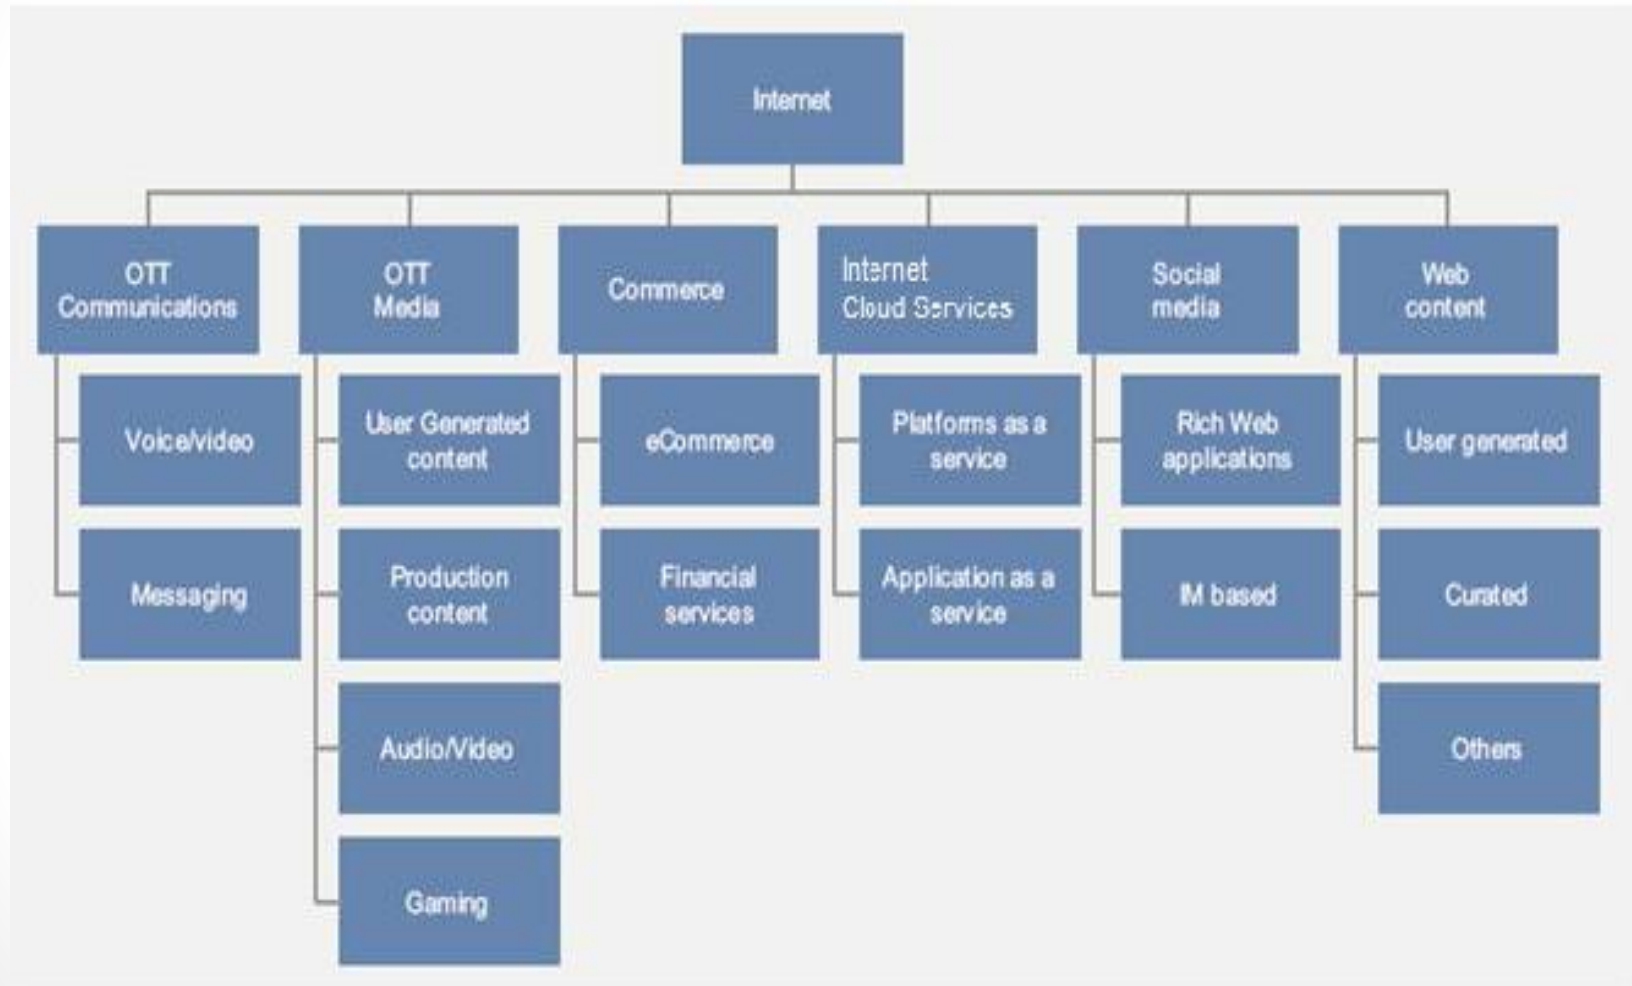 Internet
OTT
Communications
OTT
Media
Commerce
Internet
Cloud Services
Social
media
Web
content
Voice/video
User Generated
content
eCommerce
Platforms as a
service
Rich Web
applications
User generated
Messaging
Production
content
Financial
services
Application as a
service
IM based
Curated
Audio/Video
Others
Gaming